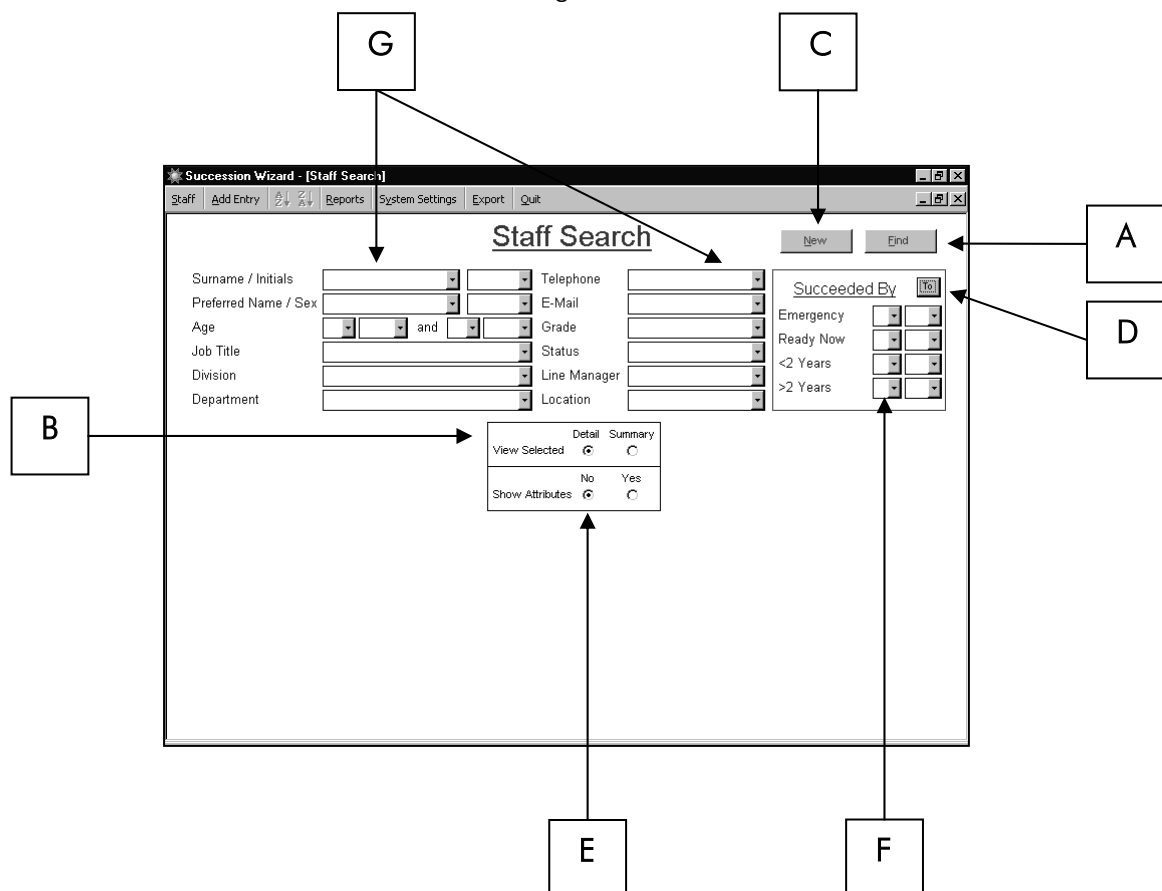 G
C
Succession Wizard - [Staff Search]
Staff Add Entry A Z Z A Reports System Settings Export Quit
Staff Search
New Find
A
Surname / Initials Telephone
Succeeded By To
Preferred Name / Sex E-Mail
Emergency
D
Age and Grade
Ready Now
Job Title Status
<2 Years
Division Line Manager
>2 Years
Department Location
B
Detail Summary
View Selected
No Yes
Show Attributes
E
F